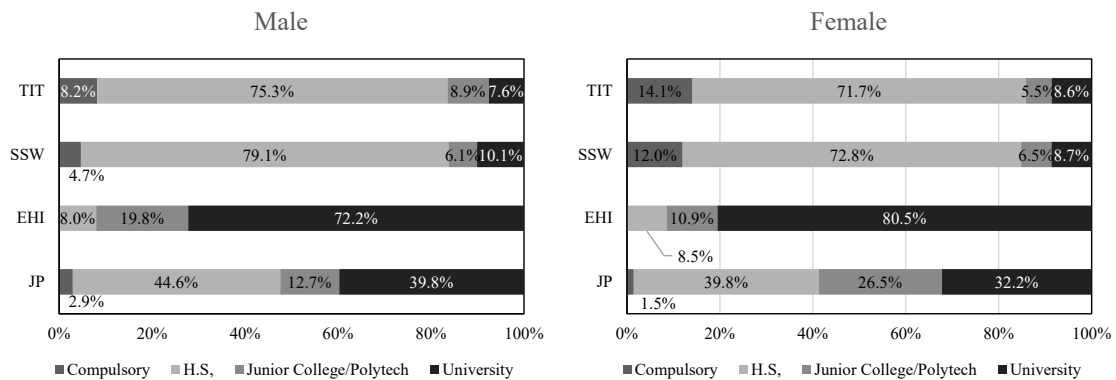 Male
TIT 8.2% 75.3% 8.9% 7.6%
SSW 79.1% 6.1% 10.1%
4.7%
EHI 8.0% 19.8% 72.2%
JP 44.6% 12.7% 39.8%
2.9%
0% 20% 40% 60% 80% 100%
Compulsory H.S, Junior College/Polytech University
Female
TIT 14.1% 71.7% 5.5% 8.6%
SSW 12.0% 72.8% 6.5% 8.7%
EHI 10.9% 80.5%
8.5%
JP 39.8% 26.5% 32.2%
1.5%
0% 20% 40% 60% 80% 100%
Compulsory H.S, Junior College/Polytech University